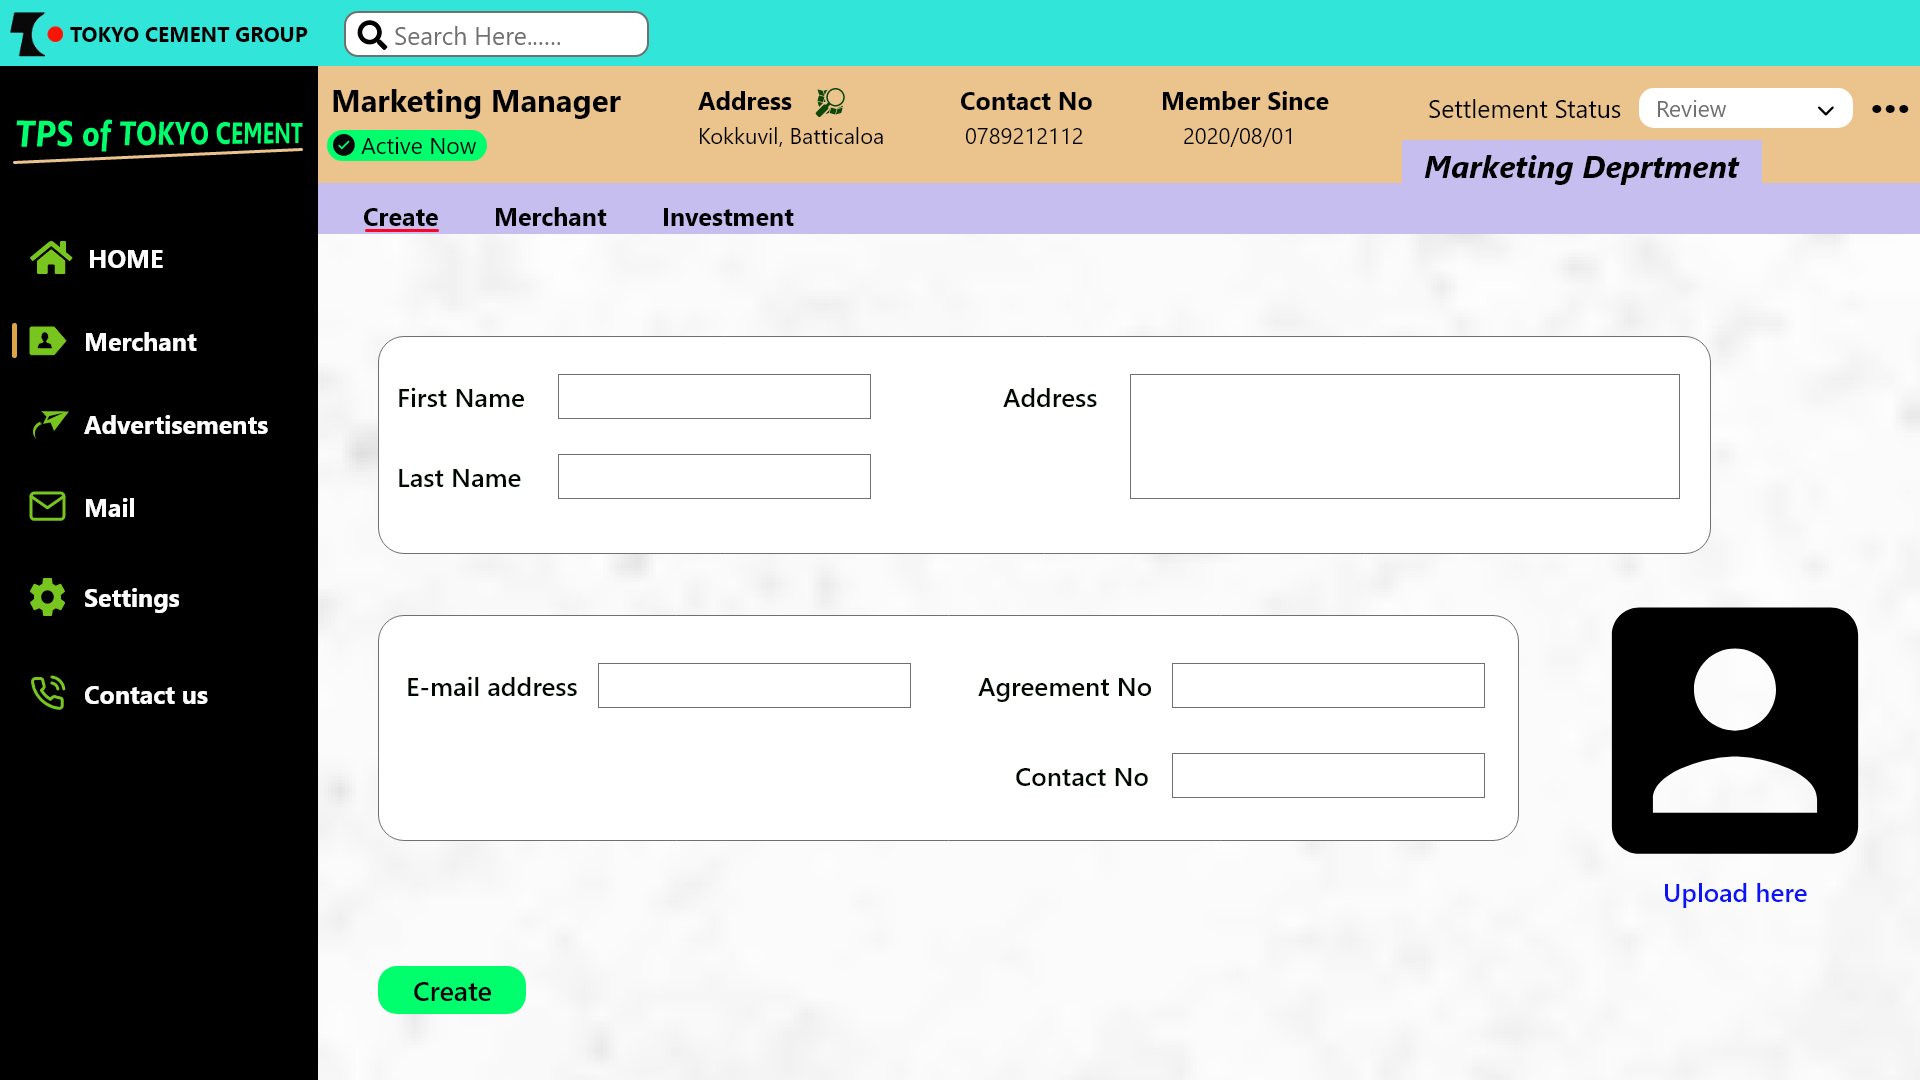 TOKYO CEMENT GROUP
Search Here......
TPS of TOKYO CEMENT
HOME
Merchant
Advertisements
Mail
Settings
Contact us
Marketing Manager
Active Now
Address
Kokkuvil, Batticaloa
Contact No
0789212112
Member Since
2020/08/01
Settlement Status
Review
Marketing Deprtment
Create
Merchant
Investment
First Name
Address
Last Name
E-mail address
Agreement No
Contact No
Upload here
Create